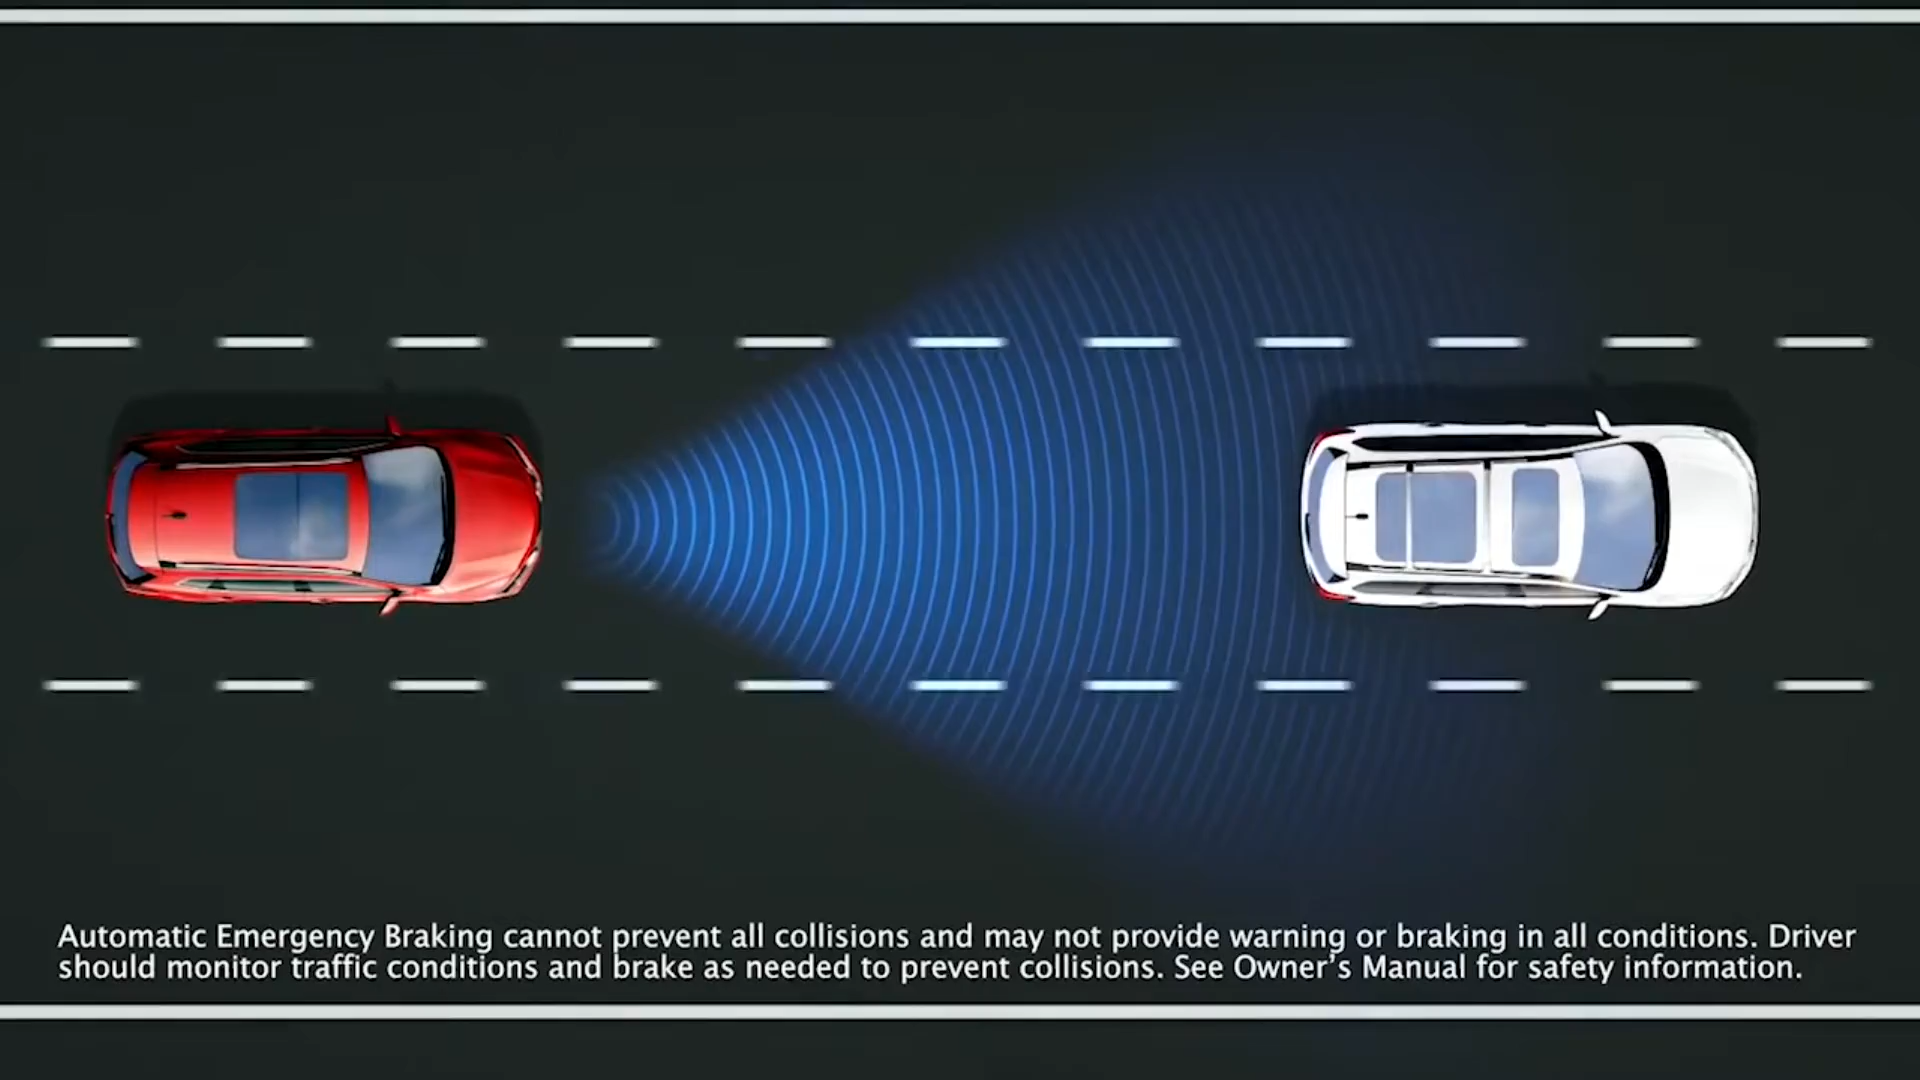 Automatic Emergency Braking cannot prevent all collisions and may not provide warning or braking in all conditions. Driver
should monitor traffic conditions and brake as needed to prevent collisions. See Owner's Manual for safety information.